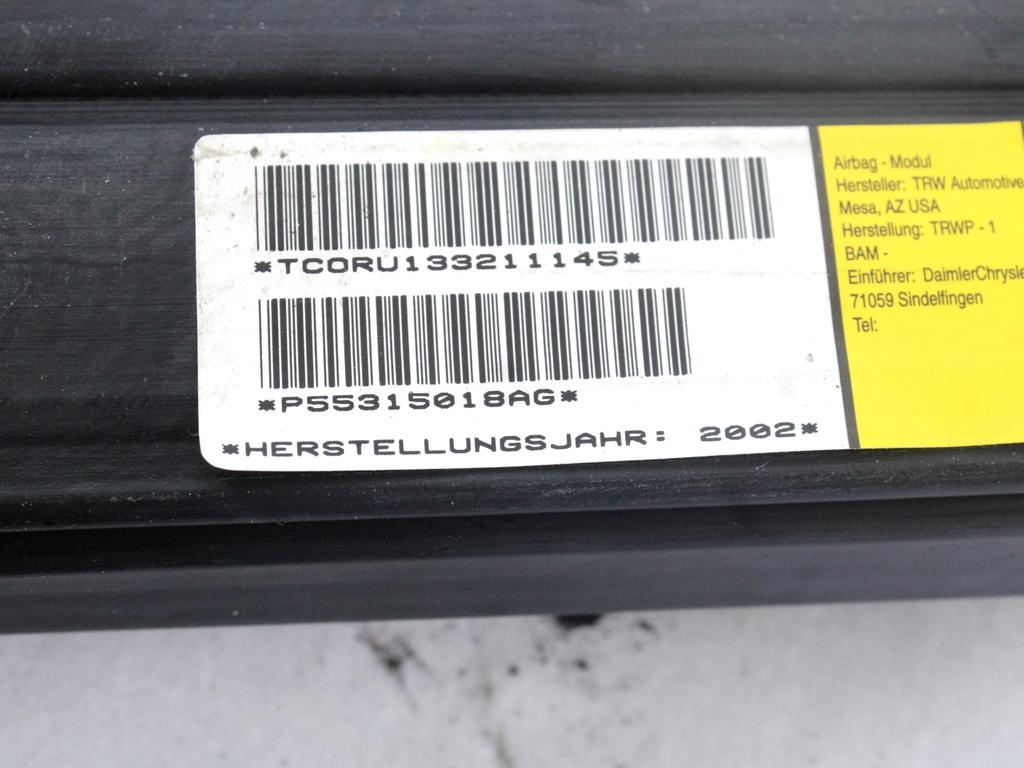 *TC0RU133211145*
*P55315018AG*
*HERSTELLUNGSJAHR: 2002*
Airbag - Modul
Hersteller: TRW Automotive
Mesa, AZ USA
Herstellung: TRWP - 1
BAM -
Einführer: DaimlerChrysle
71059 Sindelfingen
Tel: